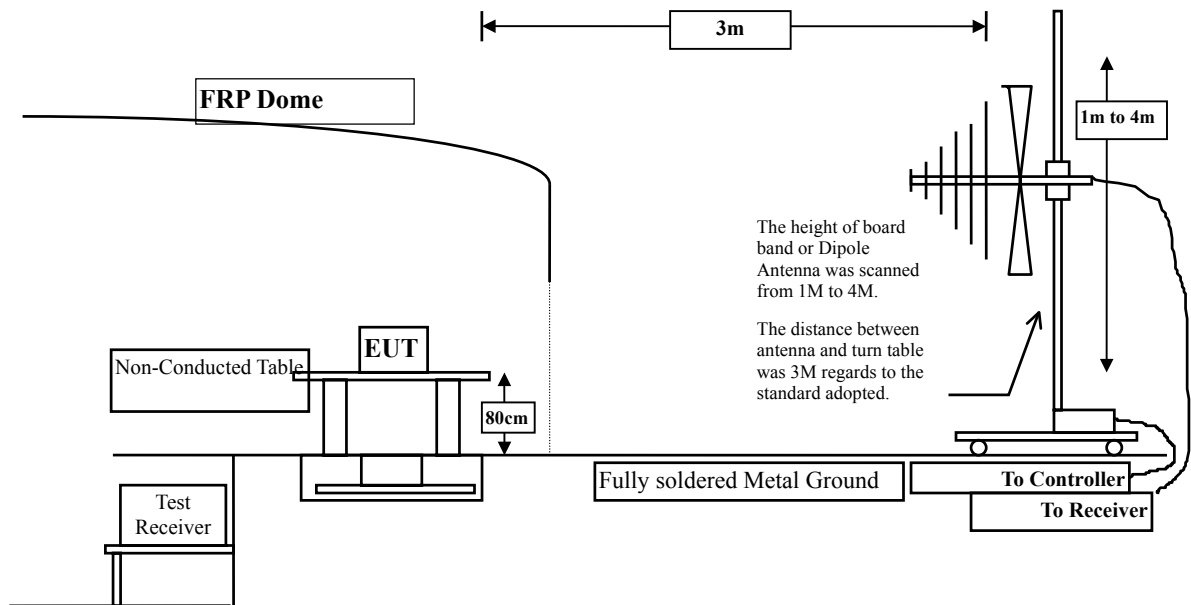 3m
FRP Dome
1m to 4m
The height of board
band or Dipole
Antenna was scanned
from 1M to 4M.
The distance between
antenna and turn table
was 3M regards to the
standard adopted.
EUT
Non-Conducted Table
80cm
Fully soldered Metal Ground
To Controller
To Receiver
Test
Receiver